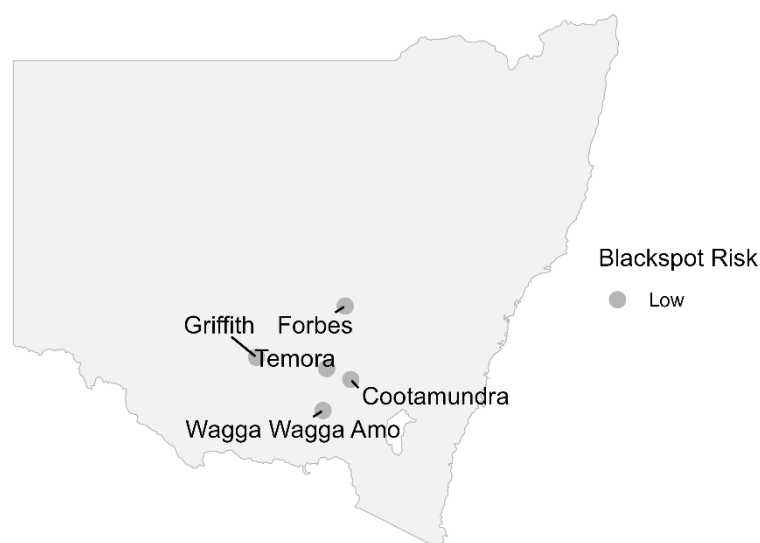 Blackspot Risk
Low
Griffith
Forbes
Temora
Cootamundra
Wagga Wagga Amo